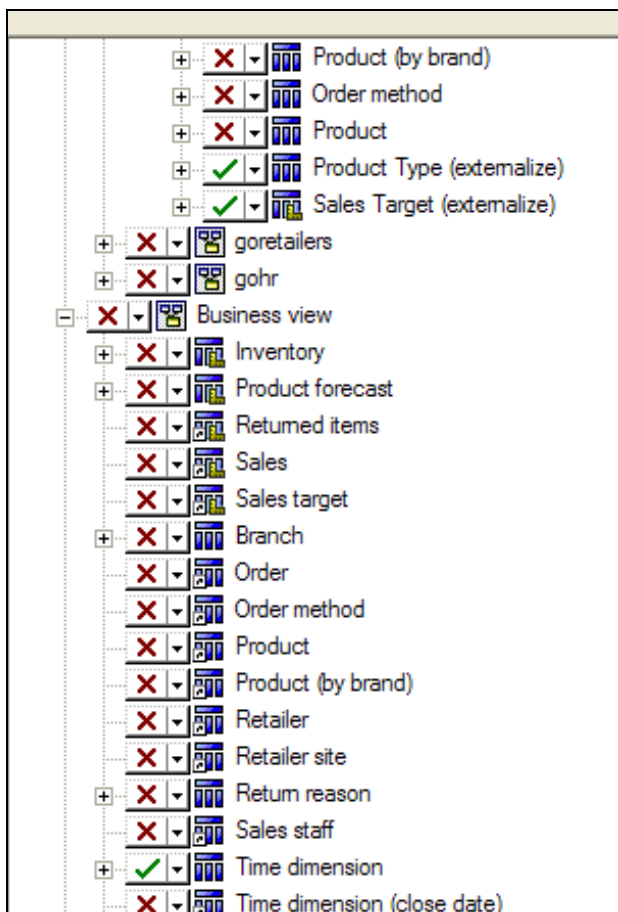 Product (by brand)
Order method
Product
Product Type (externalize)
Sales Target (externalize)
goretailers
gohr
Business view
Inventory
Product forecast
Returned items
Sales
Sales target
Branch
Order
Order method
Product
Product (by brand)
Retailer
Retailer site
Return reason
Sales staff
Time dimension
Time dimension (close date)